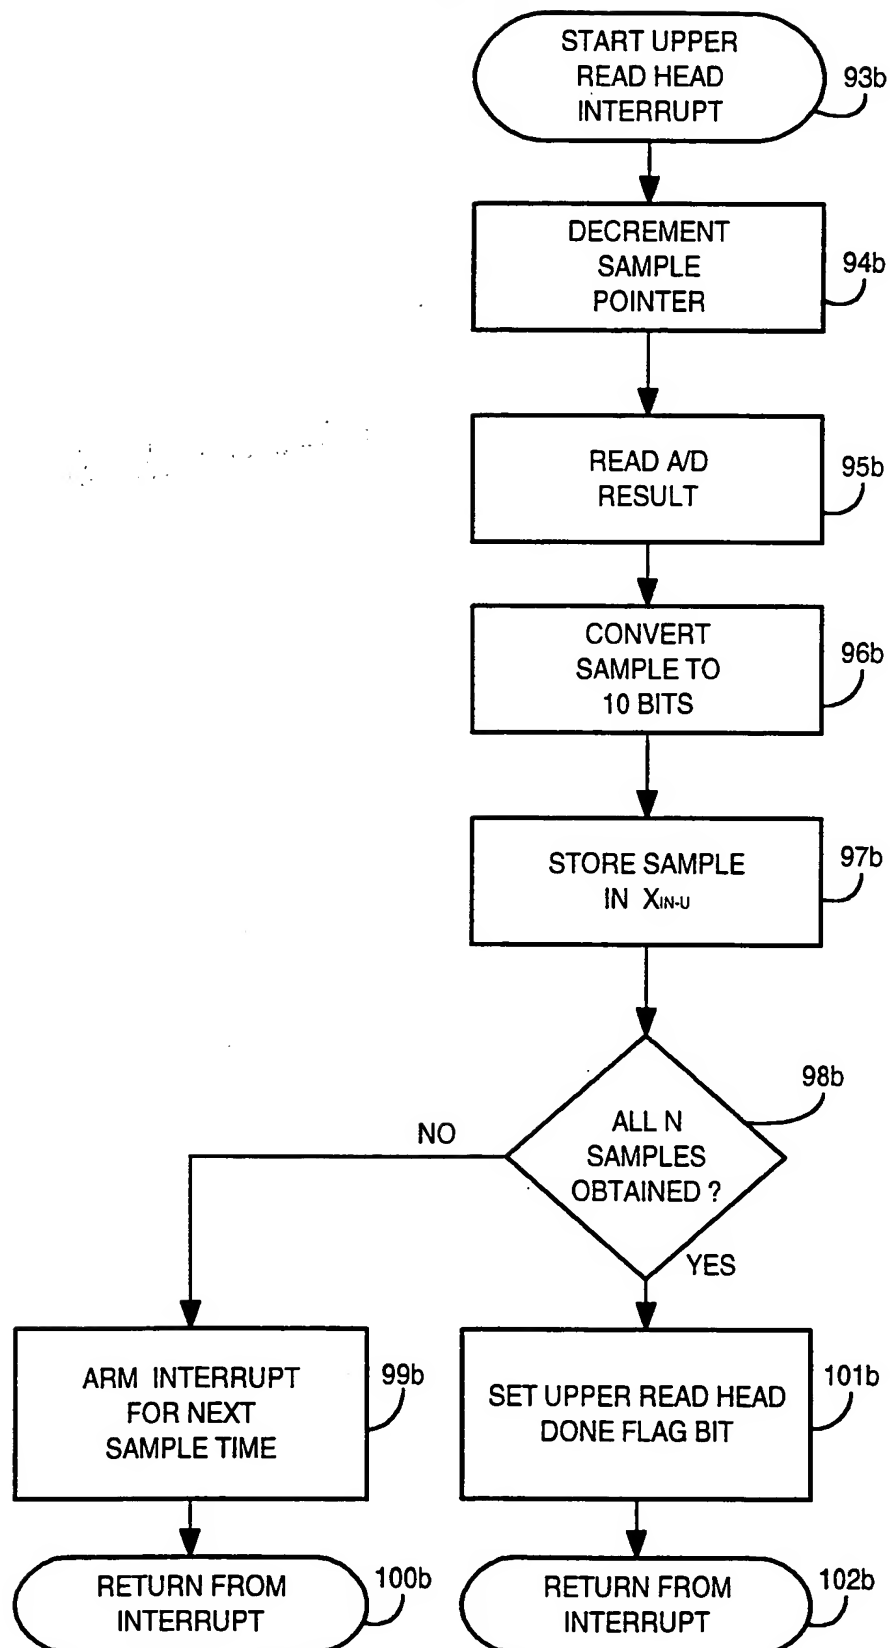 START UPPER
READ HEAD
INTERRUPT
93b
DECREMENT
SAMPLE
POINTER
94b
READ A/D
RESULT
95b
CONVERT
SAMPLE TO
10 BITS
96b
STORE SAMPLE
IN XIN-U
97b
98b
ALL N
SAMPLES
OBTAINED ?
NO
YES
ARM INTERRUPT
FOR NEXT
SAMPLE TIME
99b
SET UPPER READ HEAD
DONE FLAG BIT
101b
RETURN FROM
INTERRUPT
100b
RETURN FROM
INTERRUPT
102b